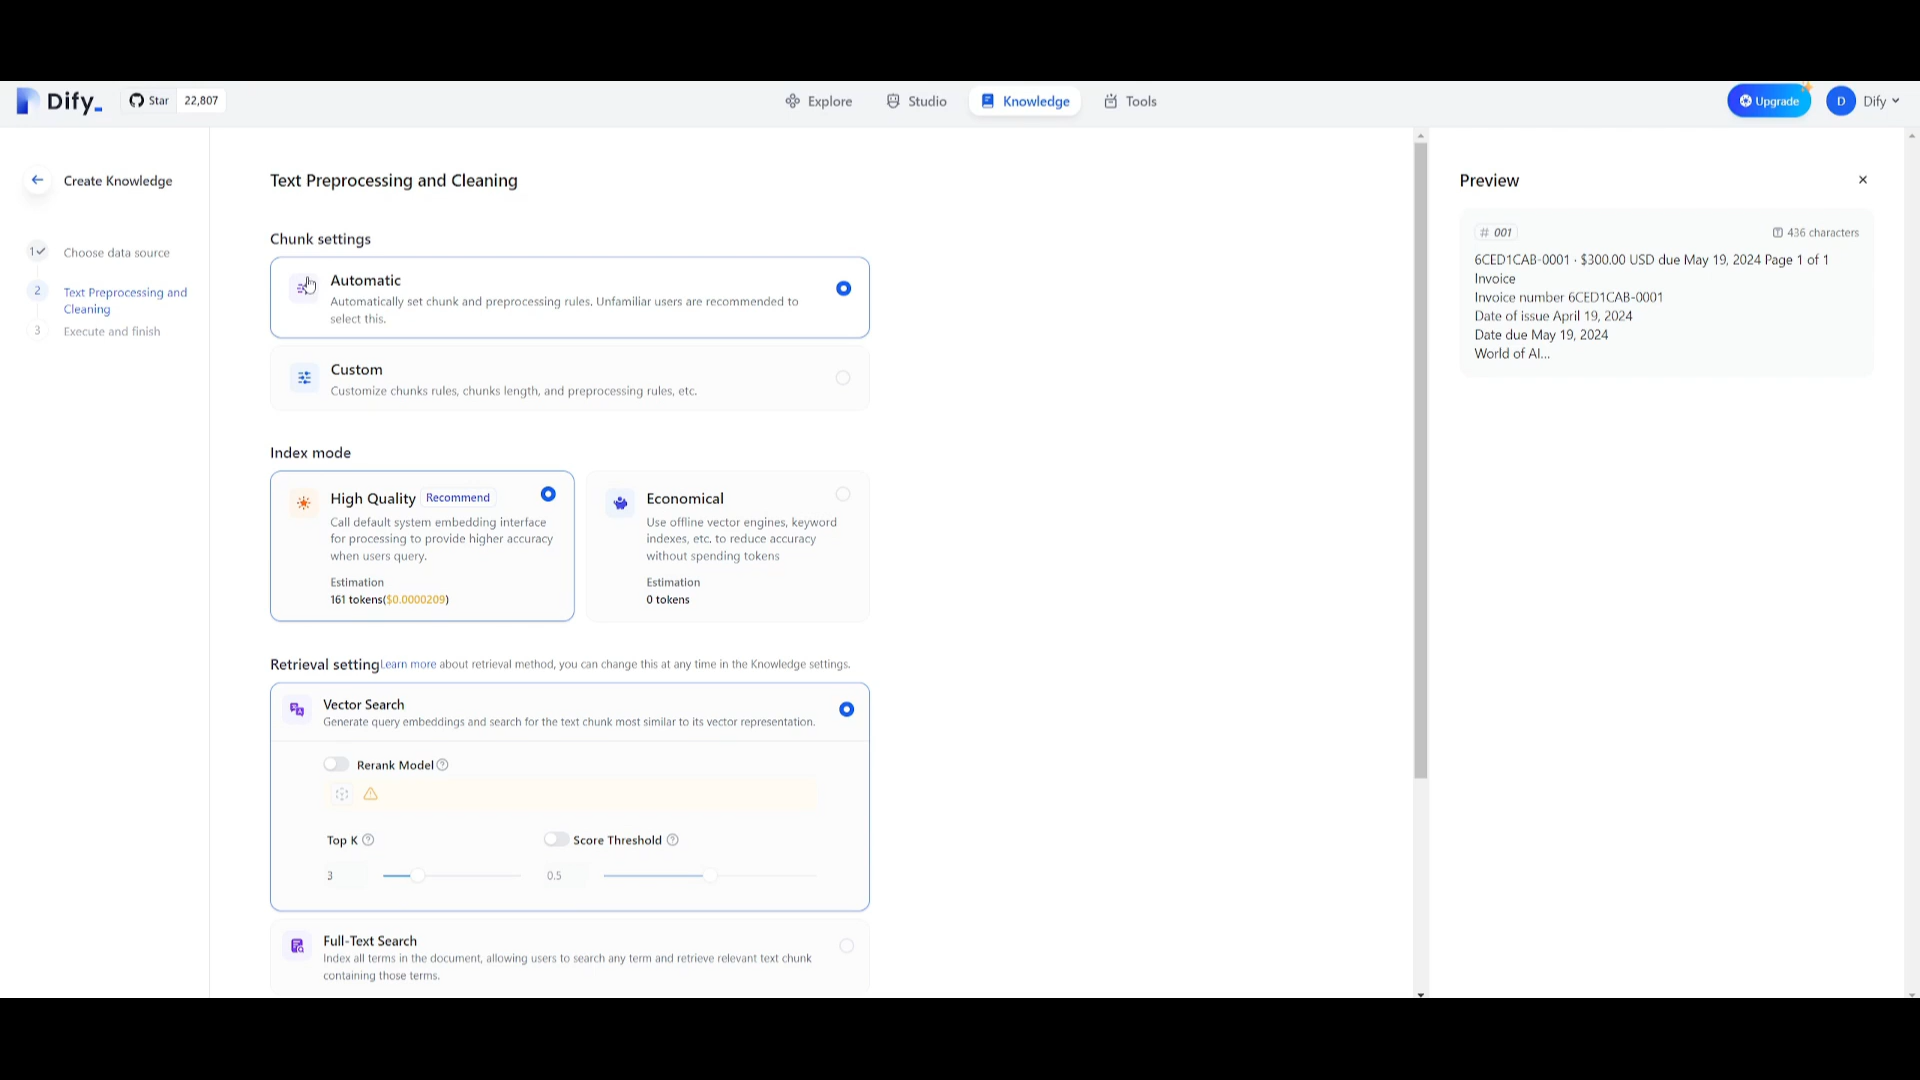 Dify_
Star 22,807
Explore
Studio
Knowledge
Tools
Upgrade
D
Dify
Create Knowledge
1
Choose data source
2
Text Preprocessing and
Cleaning
3
Execute and finish
Text Preprocessing and Cleaning
Chunk settings
Automatic
Automatically set chunk and preprocessing rules. Unfamiliar users are recommended to
select this.
Custom
Customize chunks rules, chunks length, and preprocessing rules, etc.
Index mode
High Quality Recommend
Call default system embedding interface
for processing to provide higher accuracy
when users query.
Estimation
161 tokens($0.0000209)
Economical
Use offline vector engines, keyword
indexes, etc. to reduce accuracy
without spending tokens
Estimation
0 tokens
Retrieval setting Learn more about retrieval method, you can change this at any time in the Knowledge settings.
Vector Search
Generate query embeddings and search for the text chunk most similar to its vector representation.
Rerank Model
Top K
Score Threshold
3
0.5
Full-Text Search
Index all terms in the document, allowing users to search any term and retrieve relevant text chunk
containing those terms.
Preview
# 001
436 characters
6CED1CAB-0001 · $300.00 USD due May 19, 2024 Page 1 of 1
Invoice
Invoice number 6CED1CAB-0001
Date of issue April 19, 2024
Date due May 19, 2024
World of AI...